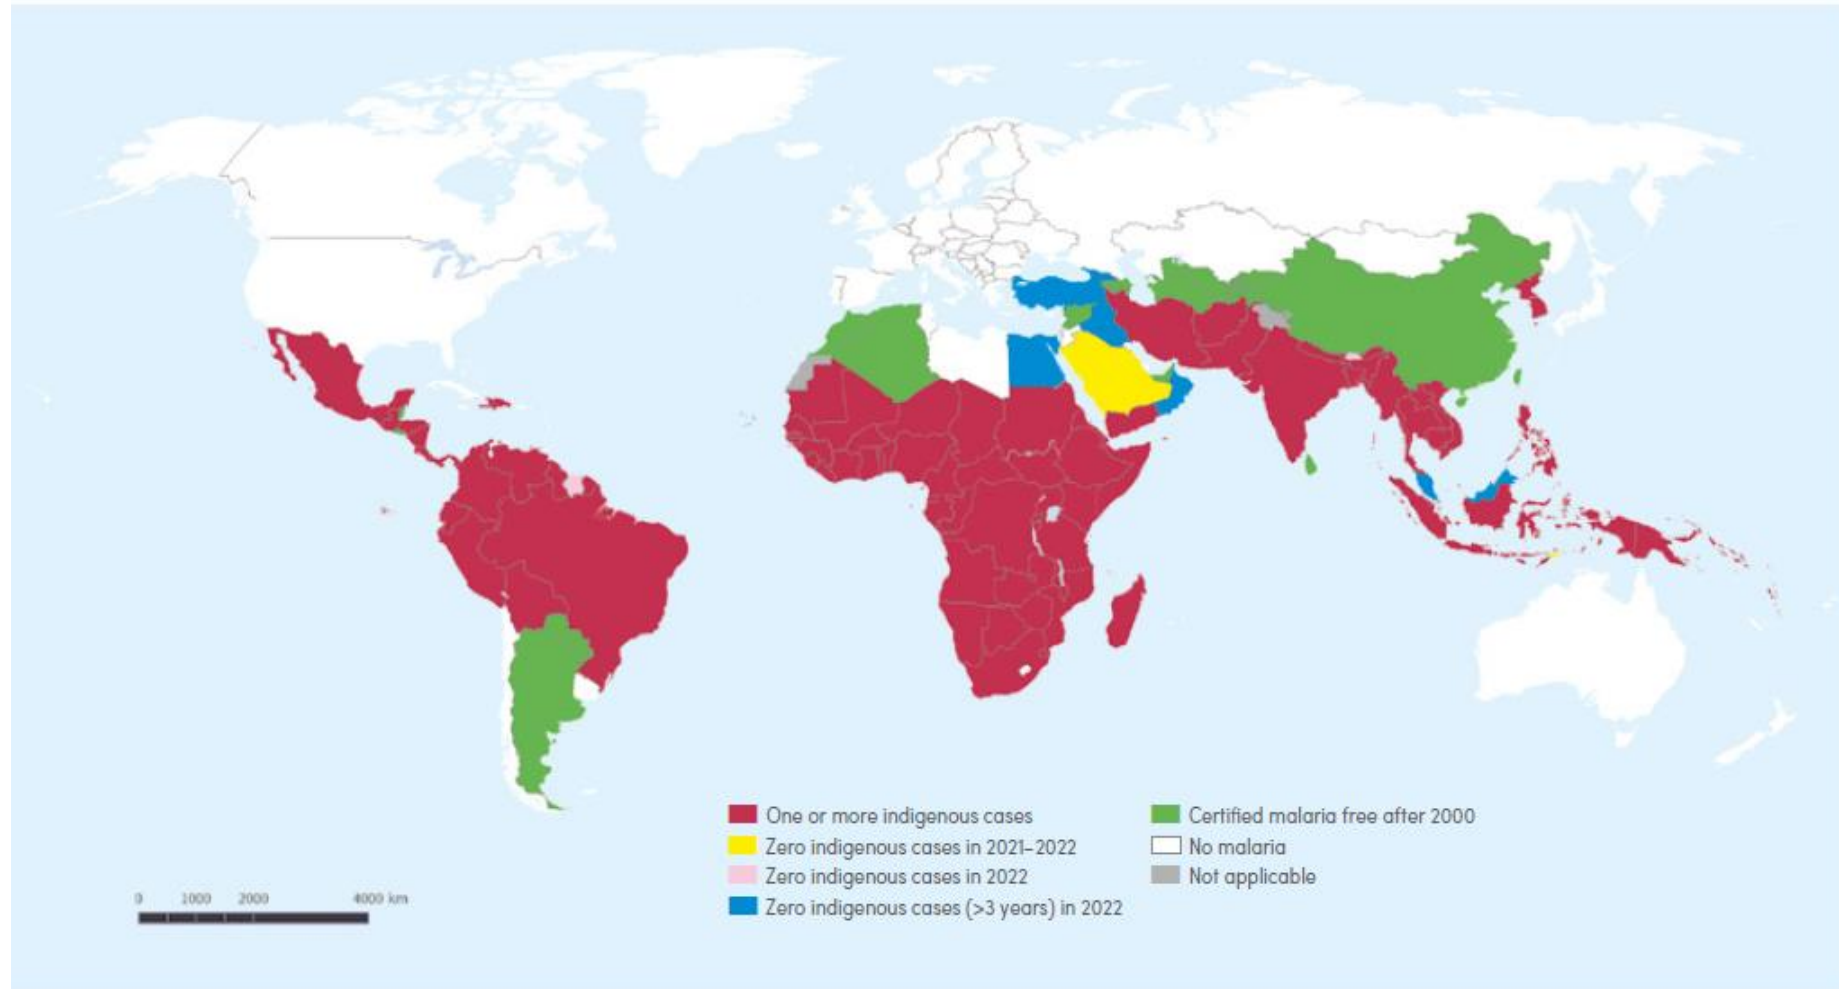 One or more indigenous cases
Zero indigenous cases in 2021–2022
Zero indigenous cases in 2022
Zero indigenous cases (>3 years) in 2022
Certified malaria free after 2000
No malaria
Not applicable
0 1000 2000 4000 km